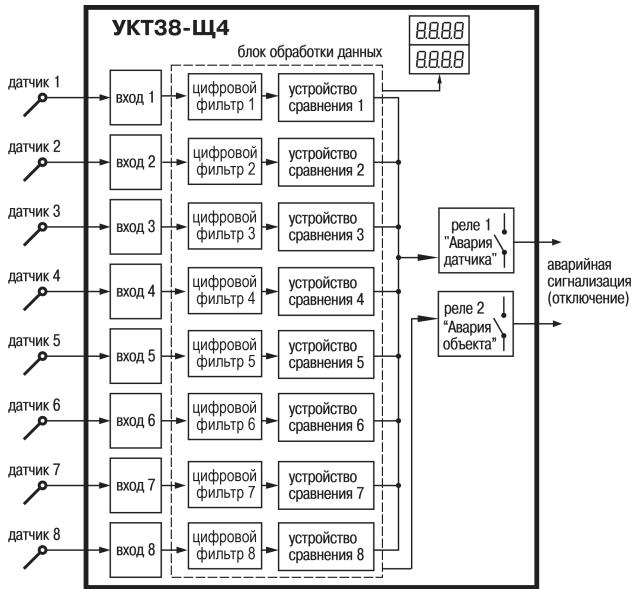 УКТ38-Щ4
8.8.8.8
8.8.8.8
блок обработки данных
датчик 1
вход 1
цифровой
фильтр 1
устройство
сравнения 1
датчик 2
вход 2
цифровой
фильтр 2
устройство
сравнения 2
датчик 3
вход 3
цифровой
фильтр 3
устройство
сравнения 3
датчик 4
вход 4
цифровой
фильтр 4
устройство
сравнения 4
датчик 5
вход 5
цифровой
фильтр 5
устройство
сравнения 5
датчик 6
вход 6
цифровой
фильтр 6
устройство
сравнения 6
датчик 7
вход 7
цифровой
фильтр 7
устройство
сравнения 7
датчик 8
вход 8
цифровой
фильтр 8
устройство
сравнения 8
реле 1
"Авария
датчика"
реле 2
“Авария
объекта”
аварийная
сигнализация
(отключение)